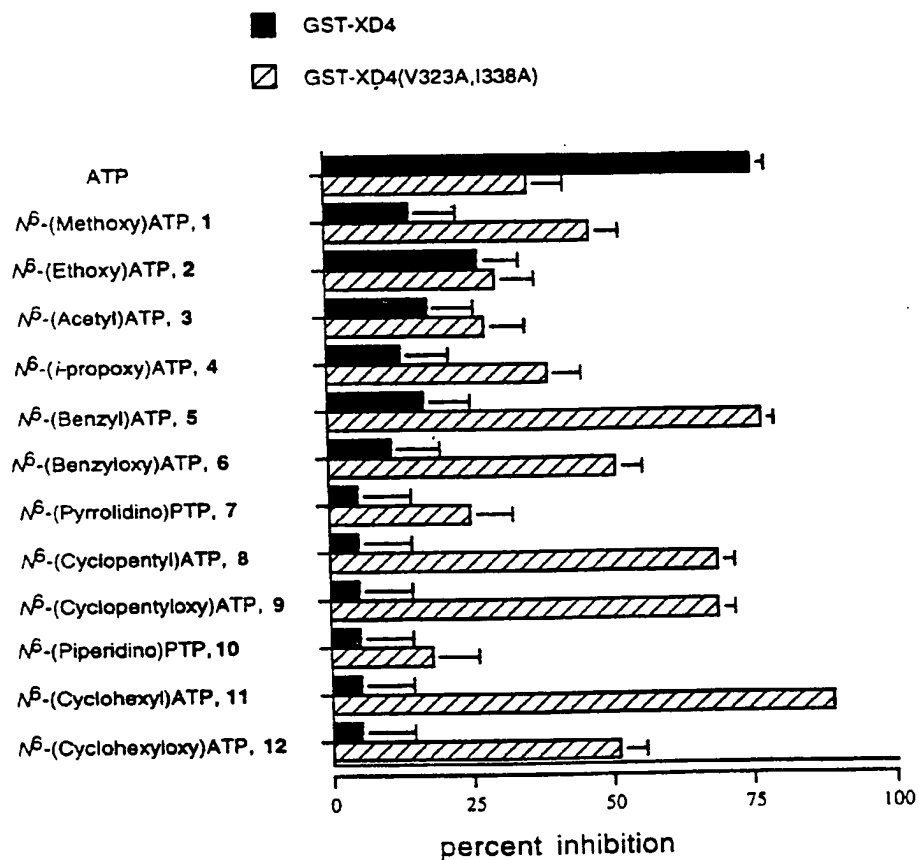 GST-XD4
GST-XD4(V323A,I338A)
ATP
N6-(Methoxy)ATP, 1
N6-(Ethoxy)ATP, 2
N6-(Acetyl)ATP, 3
N6-(i-propoxy)ATP, 4
N6-(Benzyl)ATP, 5
N6-(Benzyloxy)ATP, 6
N6-(Pyrrolidino)PTP, 7
N6-(Cyclopentyl)ATP, 8
N6-(Cyclopentyloxy)ATP, 9
N6-(Piperidino)PTP, 10
N6-(Cyclohexyl)ATP, 11
N6-(Cyclohexyloxy)ATP, 12
0 25 50 75 100
percent inhibition